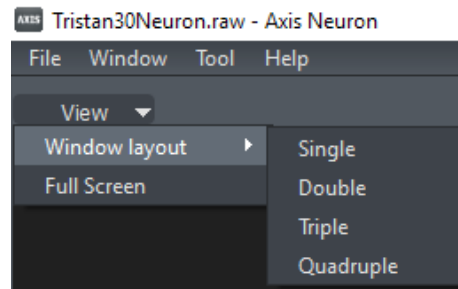 AXIS Tristan30Neuron.raw - Axis Neuron
File Window Tool Help
View
Window layout
Single
Full Screen
Double
Triple
Quadruple